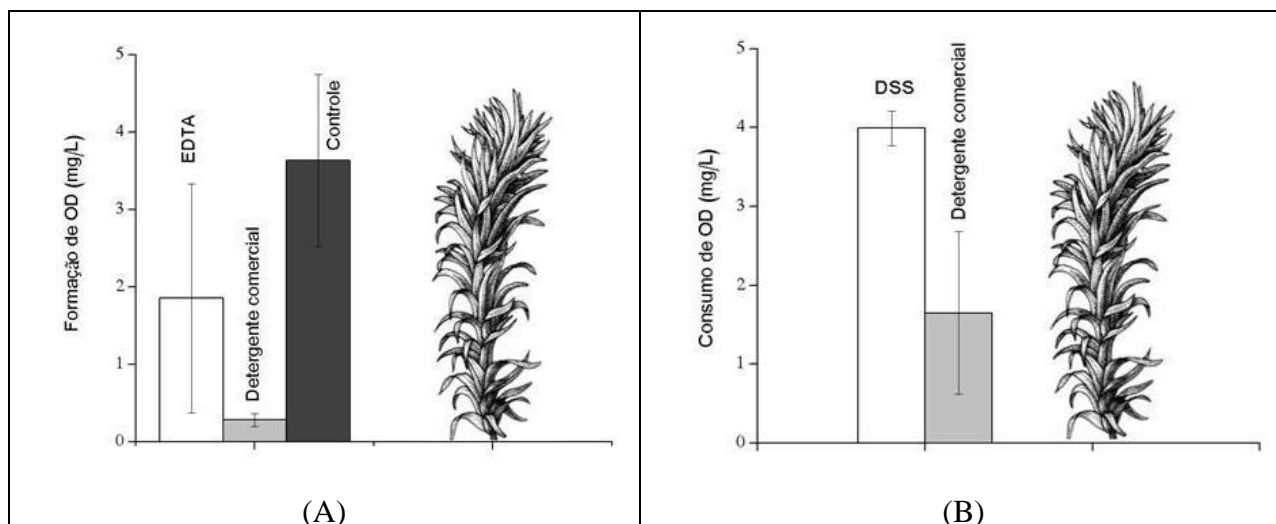 Formação de OD (mg/L)
5
4
3
2
1
0
EDTA
Detergente comercial
Controle
(A)
Consumo de OD (mg/L)
5
4
3
2
1
0
DSS
Detergente comercial
(B)